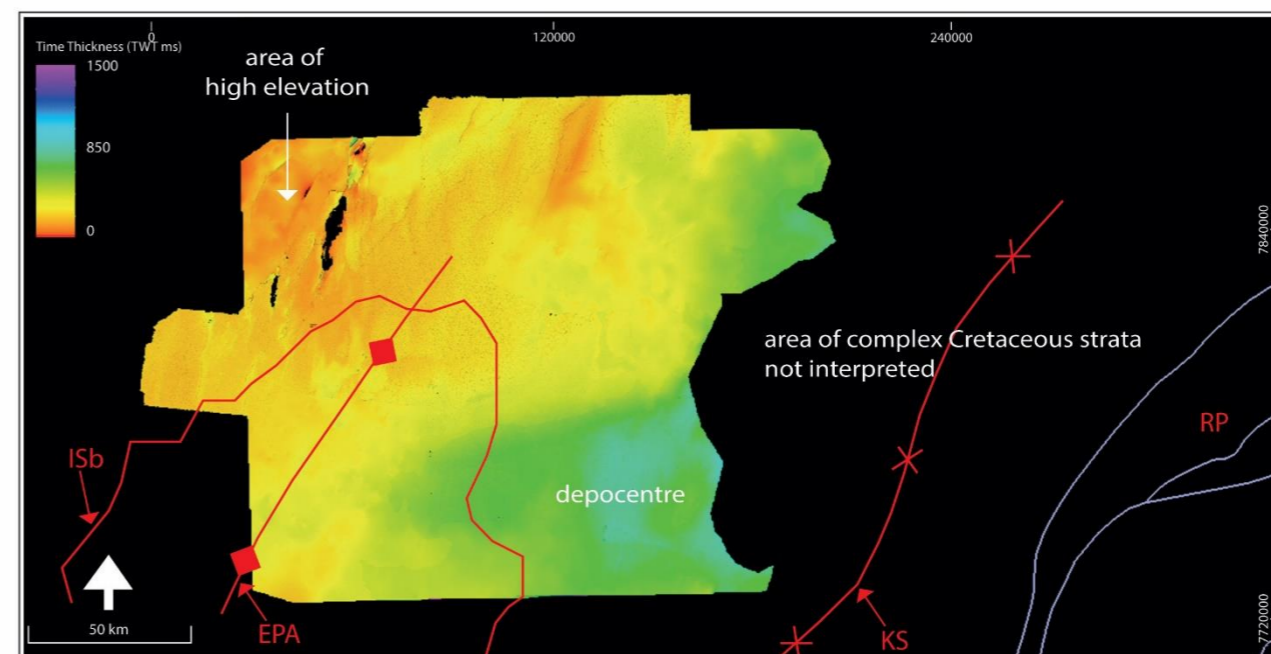 0
120000
240000
Time Thickness (TWT ms)
1500
850
0
area of
high elevation
7840000
area of complex Cretaceous strata
not interpreted
RP
ISb
depocentre
50 km
EPA
KS
7720000